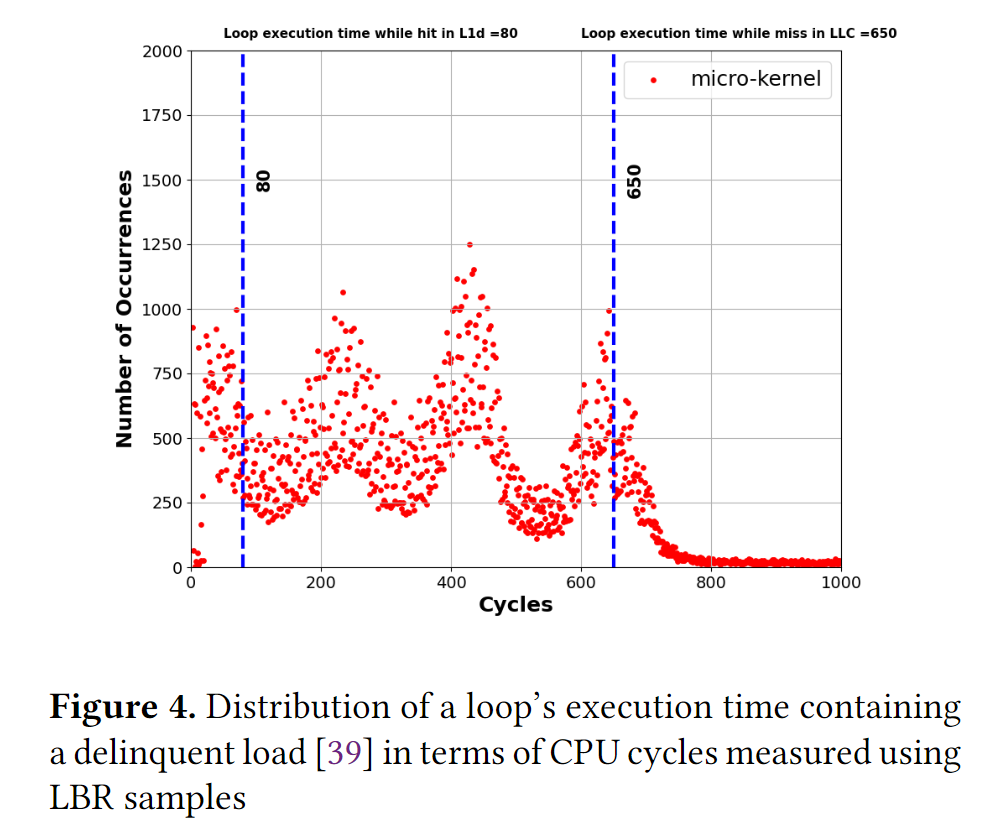 Loop execution time while hit in L1d =80
Loop execution time while miss in LLC =650
2000
1750
1500
1250
1000
750
500
250
0
Number of Occurrences
micro-kernel
80
650
0
200
400
600
800
1000
Cycles
Figure 4. Distribution of a loop’s execution time containing
a delinquent load [39] in terms of CPU cycles measured using
LBR samples